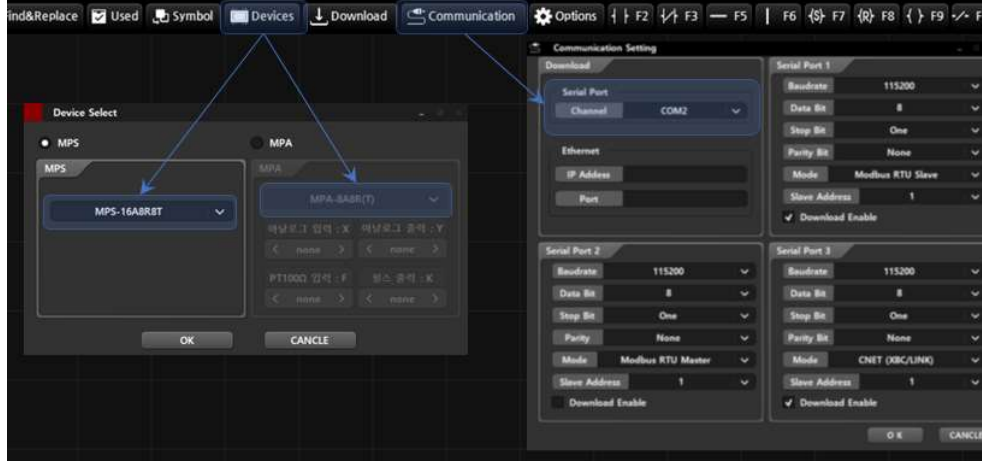 ind&Replace Used Symbol Devices Download Communication Options F2 F3 F5 F6 {S} F7 {R} F8 { } F9 F
Device Select
MPS MPA
MPS
MPS-16A8R8T
MPA
MPA-8A8R(T)
아날로그 입력 : X 아날로그 출력 : Y
< none > < none >
PT100Ω 입력 : F 펄스 출력 : K
< none > < none >
OK CANCLE
Communication Setting
Download
Serial Port
Channel COM2
Ethernet
IP Addess
Port
Serial Port 1
Baudrate 115200
Data Bit 8
Stop Bit One
Parity Bit None
Mode Modbus RTU Slave
Slave Address 1
Download Enable
Serial Port 2
Baudrate 115200
Data Bit 8
Stop Bit One
Parity None
Mode Modbus RTU Master
Slave Address 1
Download Enable
Serial Port 3
Baudrate 115200
Data Bit 8
Stop Bit One
Parity Bit None
Mode CNET (XBC/LINK)
Slave Address 1
Download Enable
O K CANCLE